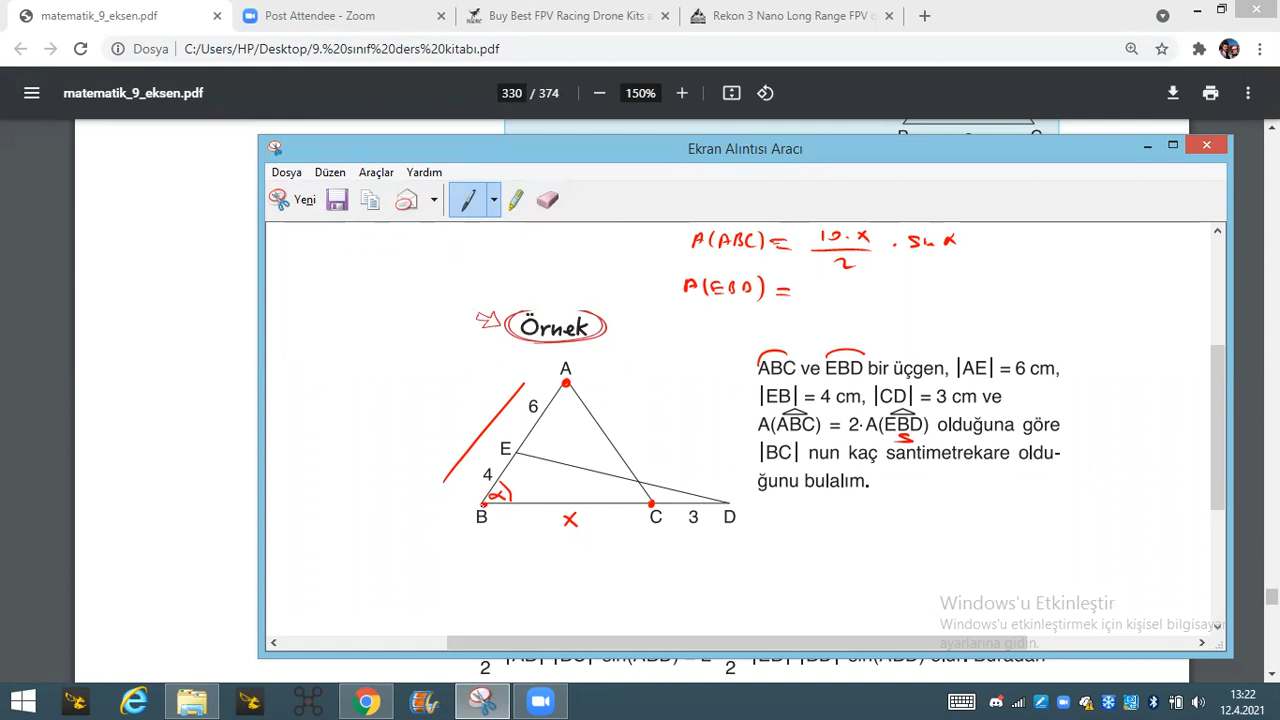 matematik_9_eksen.pdf
Post Attendee - Zoom
Buy Best FPV Racing Drone Kits a
Rekon 3 Nano Long Range FPV
Dosya
C:/Users/HP/Desktop/9.%20sınıf%20ders%20kitabı.pdf
matematik_9_eksen.pdf
330 / 374
150%
Ekran Alıntısı Aracı
Dosya Düzen Araçlar Yardım
Yeni
A(ABC) = 10.x / 2 . sin α
A(EBD) =
Örnek
A
6
E
4
α
B
x
C
3
D
ABC ve EBD bir üçgen, |AE| = 6 cm,
|EB| = 4 cm, |CD| = 3 cm ve
A(ABC) = 2·A(EBD) olduğuna göre
S
|BC| nun kaç santimetrekare oldu-
ğunu bulalım.
Windows'u Etkinleştir
Windows'u etkinleştirmek için kişisel bilgisayar
ayarlarına gidin.
2
2
13:22
12.4.2021